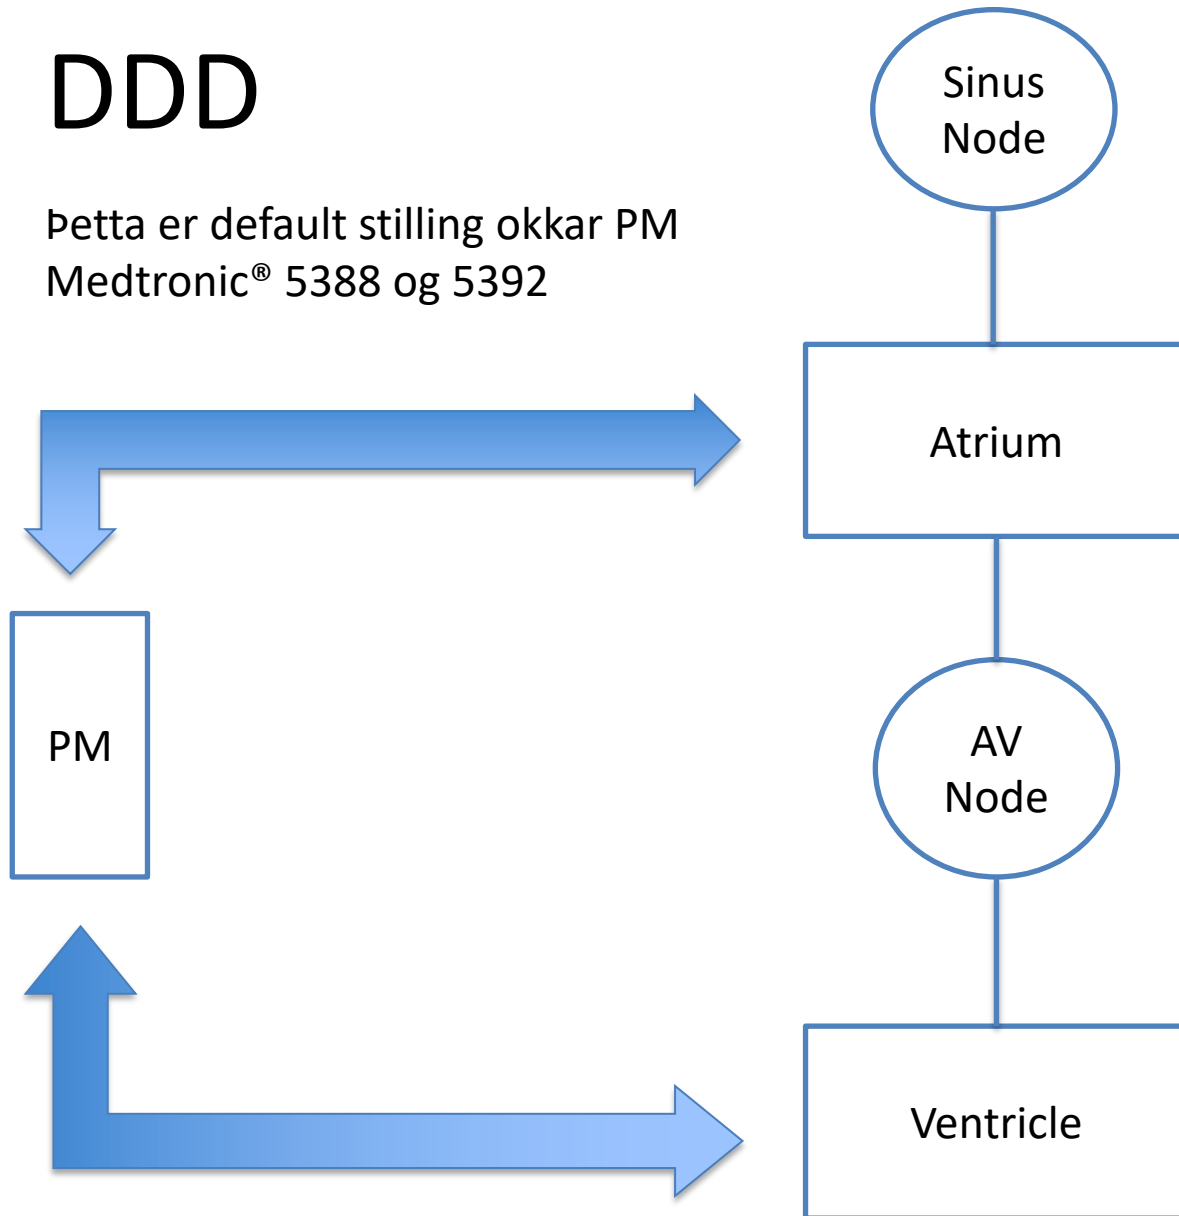 DDD
Þetta er default stilling okkar PM
Medtronic® 5388 og 5392
Sinus
Node
Atrium
PM
AV
Node
Ventricle